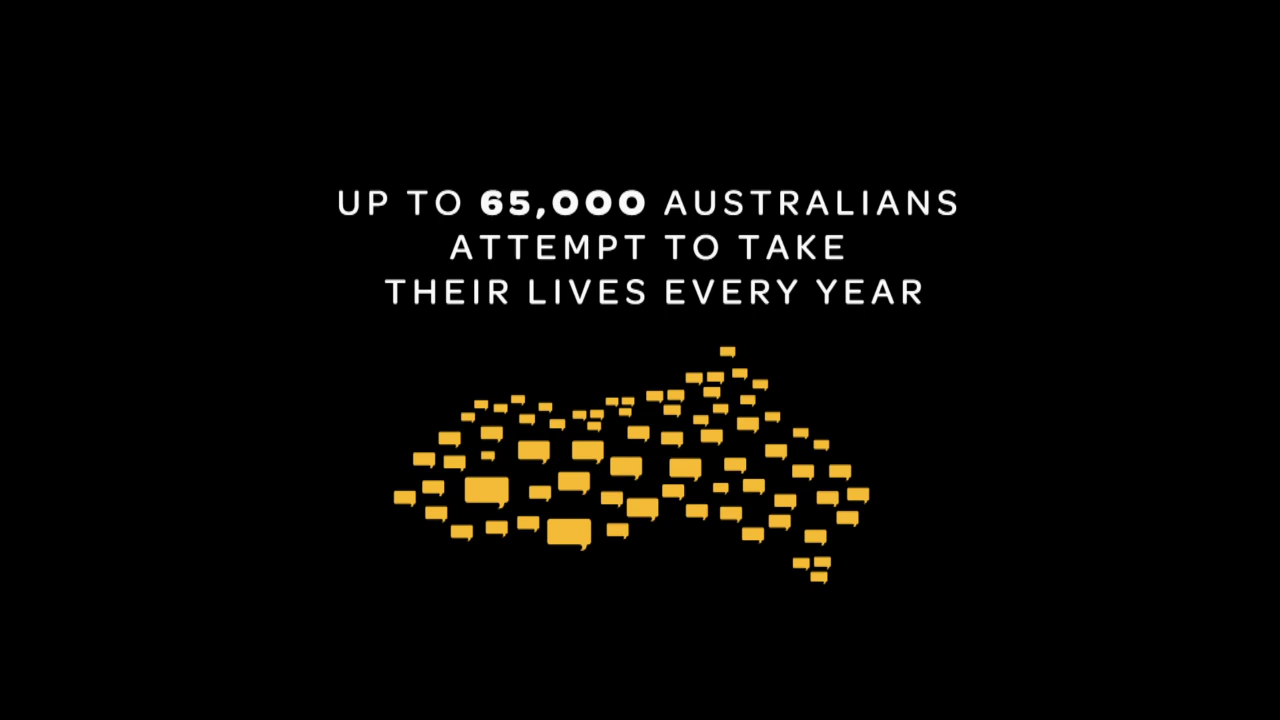 UP TO 65,000 AUSTRALIANS
ATTEMPT TO TAKE
THEIR LIVES EVERY YEAR